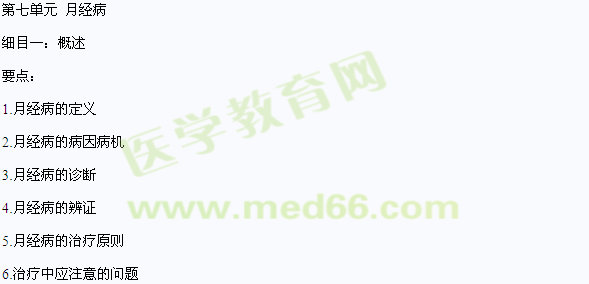 第七单元 月经病
细目一：概述
要点：
1.月经病的定义
2.月经病的病因病机
3.月经病的诊断
4.月经病的辨证
5.月经病的治疗原则
6.治疗中应注意的问题
医学教育网
www.med66.com